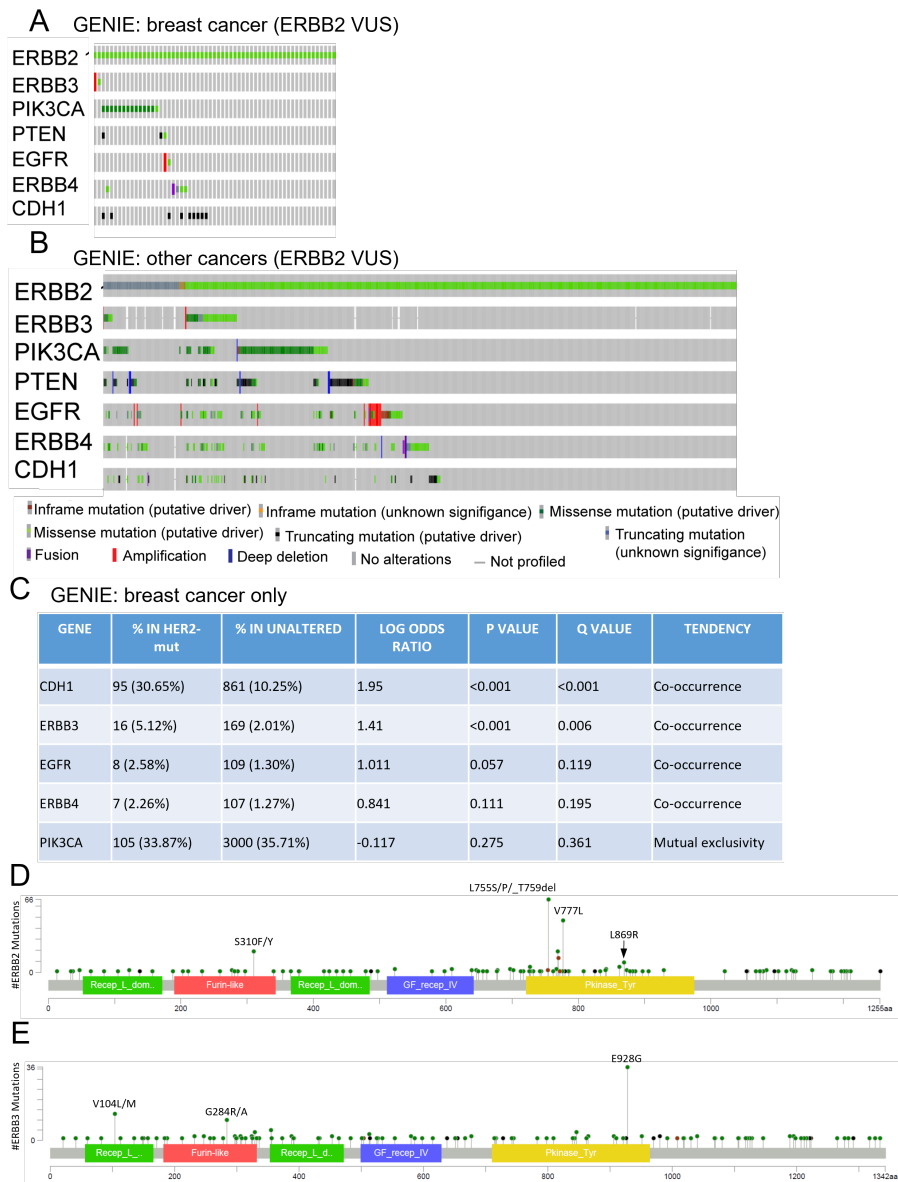 A GENIE: breast cancer (ERBB2 VUS)
ERBB2
ERBB3
PIK3CA
PTEN
EGFR
ERBB4
CDH1
B GENIE: other cancers (ERBB2 VUS)
ERBB2
ERBB3
PIK3CA
PTEN
EGFR
ERBB4
CDH1
Inframe mutation (putative driver) Inframe mutation (unknown signifigance) Missense mutation (putative driver)
Missense mutation (putative driver) Truncating mutation (putative driver) Truncating mutation
(unknown signifigance)
Fusion Amplification Deep deletion No alterations Not profiled
C GENIE: breast cancer only
GENE % IN HER2- % IN UNALTERED LOG ODDS P VALUE Q VALUE TENDENCY
mut RATIO
CDH1 95 (30.65%) 861 (10.25%) 1.95 <0.001 <0.001 Co-occurrence
ERBB3 16 (5.12%) 169 (2.01%) 1.41 <0.001 0.006 Co-occurrence
EGFR 8 (2.58%) 109 (1.30%) 1.011 0.057 0.119 Co-occurrence
ERBB4 7 (2.26%) 107 (1.27%) 0.841 0.111 0.195 Co-occurrence
PIK3CA 105 (33.87%) 3000 (35.71%) -0.117 0.275 0.361 Mutual exclusivity
D
L755S/P/_T759del
66
V777L
L869R
S310F/Y
#ERBB2 Mutations
0
Recep_L_dom.. Furin-like Recep_L_dom.. GF_recep_IV Pkinase_Tyr
0 200 400 600 800 1000 1255aa
E
E928G
36
V104L/M
G284R/A
#ERBB3 Mutations
0
Recep_L_.. Furin-like Recep_L_d.. GF_recep_IV Pkinase_Tyr
0 200 400 600 800 1000 1200 1342aa